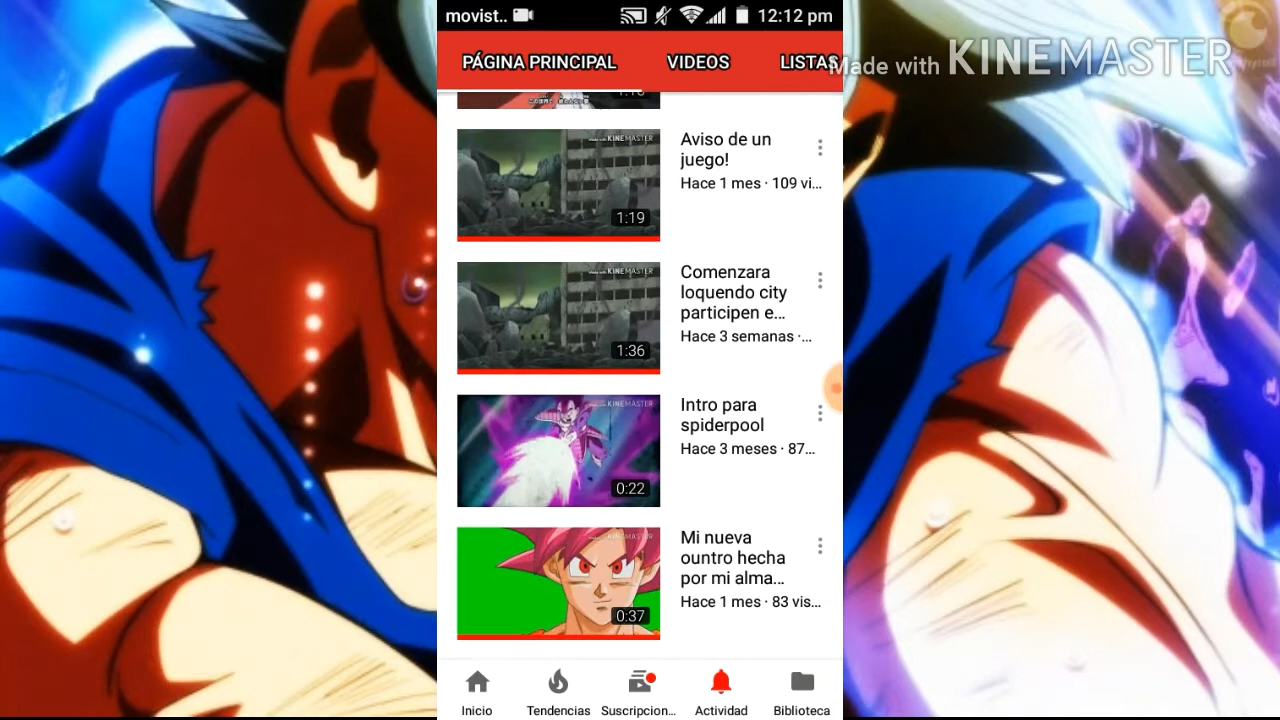 movist..
12:12 pm
PÁGINA PRINCIPAL
VIDEOS
LISTAS
Made with KINEMASTER
Aviso de un
juego!
Hace 1 mes · 109 vi...
1:19
Comenzara
loquendo city
participen e...
Hace 3 semanas ·...
1:36
Intro para
spiderpool
Hace 3 meses · 87...
KINEMASTER
0:22
Mi nueva
ountro hecha
por mi alma...
Hace 1 mes · 83 vis...
KINEMASTER
0:37
Inicio
Tendencias
Suscripcion...
Actividad
Biblioteca